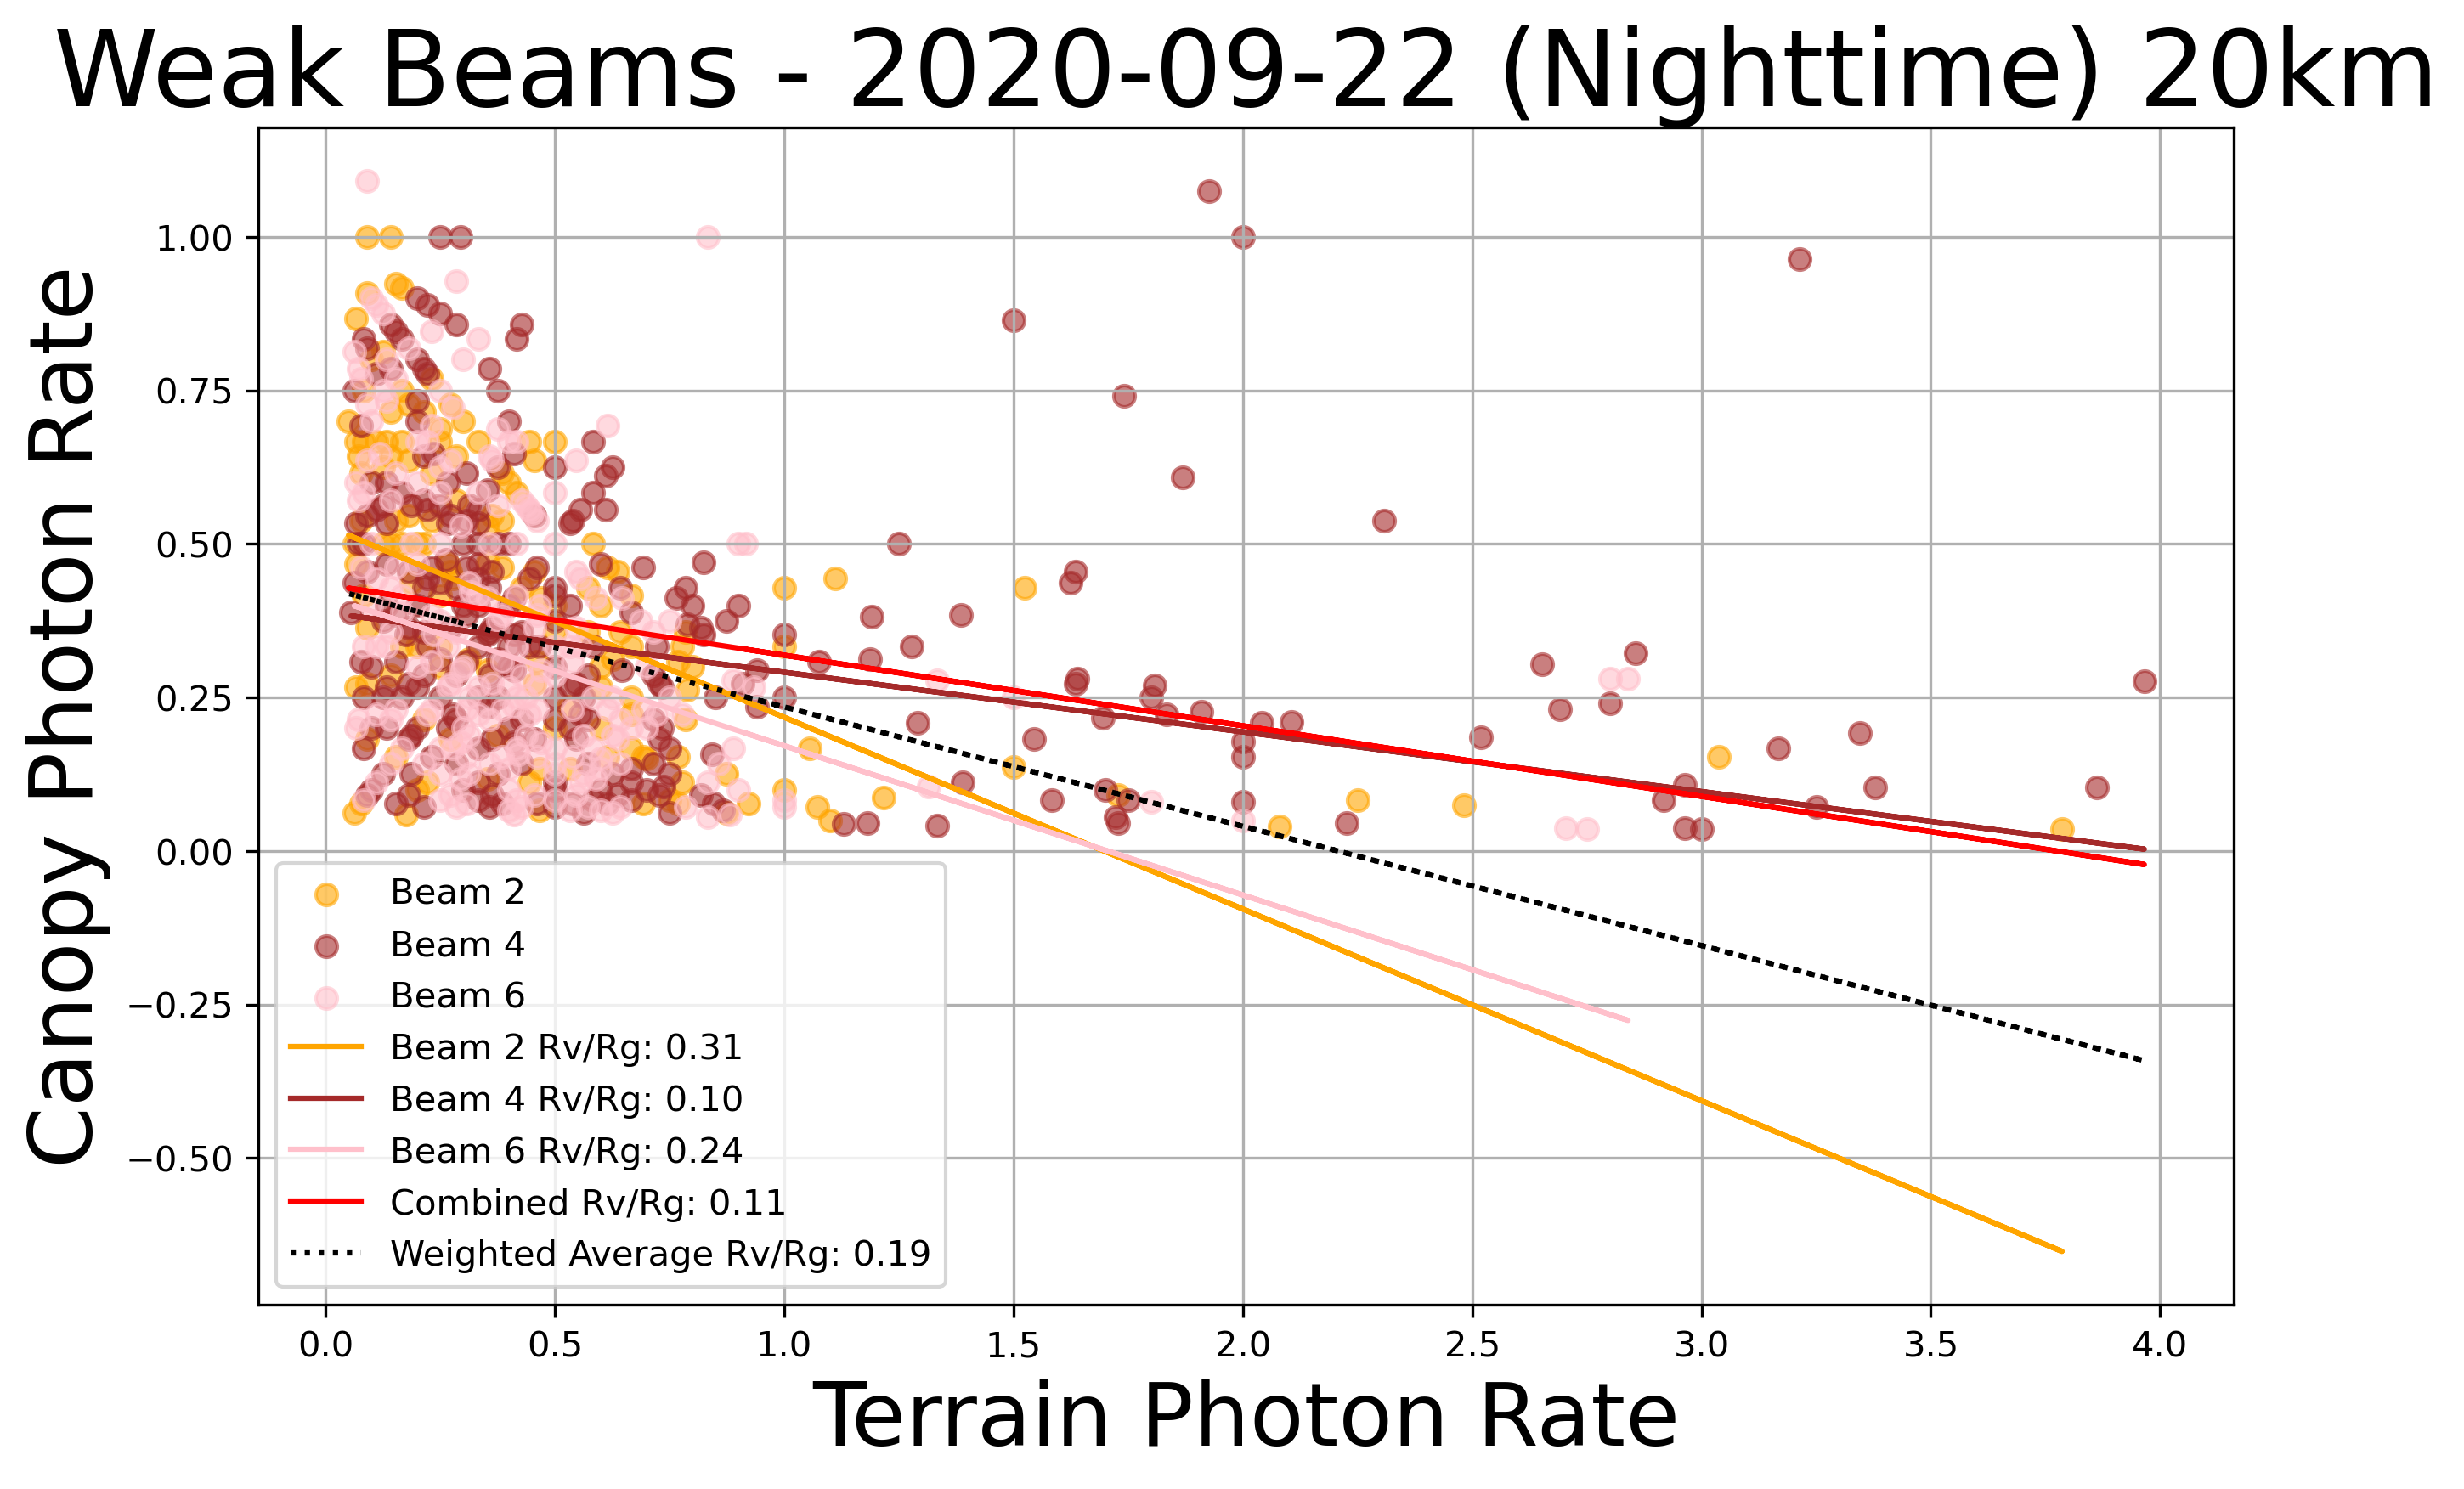 Weak Beams - 2020-09-22 (Nighttime) 20km
Canopy Photon Rate
1.00
0.75
0.50
0.25
0.00
−0.25
−0.50
Beam 2
Beam 4
Beam 6
Beam 2 Rv/Rg: 0.31
Beam 4 Rv/Rg: 0.10
Beam 6 Rv/Rg: 0.24
Combined Rv/Rg: 0.11
Weighted Average Rv/Rg: 0.19
0.0 0.5 1.0 1.5 2.0 2.5 3.0 3.5 4.0
Terrain Photon Rate